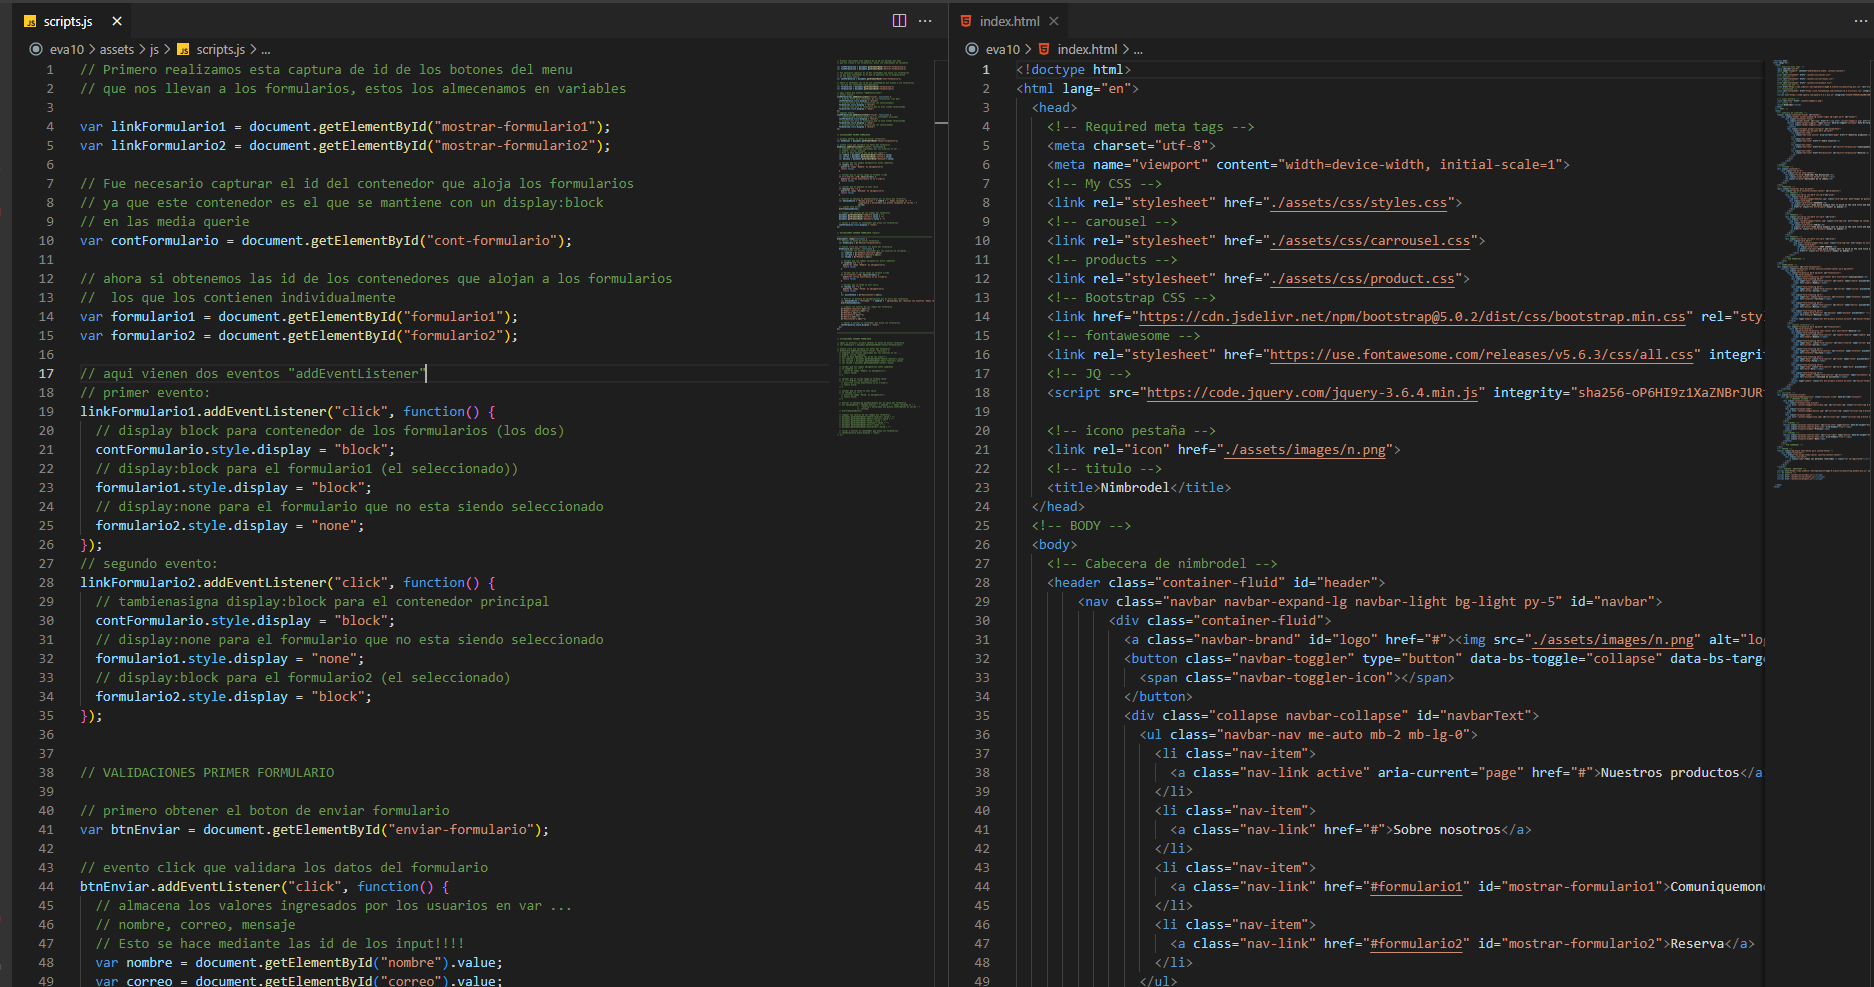 scripts.js
eva10 > assets > js > scripts.js > ...
1 // Primero realizamos esta captura de id de los botones del menu
2 // que nos llevan a los formularios, estos los almecenamos en variables
3
4 var linkFormulario1 = document.getElementById("mostrar-formulario1");
5 var linkFormulario2 = document.getElementById("mostrar-formulario2");
6
7 // Fue necesario capturar el id del contenedor que aloja los formularios
8 // ya que este contenedor es el que se mantiene con un display:block
9 // en las media querie
10 var contFormulario = document.getElementById("cont-formulario");
11
12 // ahora si obtenemos las id de los contenedores que alojan a los formularios
13 //  los que los contienen individualmente
14 var formulario1 = document.getElementById("formulario1");
15 var formulario2 = document.getElementById("formulario2");
16
17 // aqui vienen dos eventos "addEventListener"
18 // primer evento:
19 linkFormulario1.addEventListener("click", function() {
20   // display block para contenedor de los formularios (los dos)
21   contFormulario.style.display = "block";
22   // display:block para el formulario1 (el seleccionado))
23   formulario1.style.display = "block";
24   // display:none para el formulario que no esta siendo seleccionado
25   formulario2.style.display = "none";
26 });
27 // segundo evento:
28 linkFormulario2.addEventListener("click", function() {
29   // tambienasigna display:block para el contenedor principal
30   contFormulario.style.display = "block";
31   // display:none para el formulario que no esta siendo seleccionado
32   formulario1.style.display = "none";
33   // display:block para el formulario2 (el seleccionado)
34   formulario2.style.display = "block";
35 });
36
37
38 // VALIDACIONES PRIMER FORMULARIO
39
40 // primero obtener el boton de enviar formulario
41 var btnEnviar = document.getElementById("enviar-formulario");
42
43 // evento click que validara los datos del formulario
44 btnEnviar.addEventListener("click", function() {
45   // almacena los valores ingresados por los usuarios en var ...
46   // nombre, correo, mensaje
47   // Esto se hace mediante las id de los input!!!!
48   var nombre = document.getElementById("nombre").value;
49   var correo = document.getElementById("correo").value;
index.html
eva10 > index.html > ...
1 <!doctype html>
2 <html lang="en">
3   <head>
4     <!-- Required meta tags -->
5     <meta charset="utf-8">
6     <meta name="viewport" content="width=device-width, initial-scale=1">
7     <!-- My CSS -->
8     <link rel="stylesheet" href="./assets/css/styles.css">
9     <!-- carousel -->
10     <link rel="stylesheet" href="./assets/css/carrousel.css">
11     <!-- products -->
12     <link rel="stylesheet" href="./assets/css/product.css">
13     <!-- Bootstrap CSS -->
14     <link href="https://cdn.jsdelivr.net/npm/bootstrap@5.0.2/dist/css/bootstrap.min.css" rel="sty
15     <!-- fontawesome -->
16     <link rel="stylesheet" href="https://use.fontawesome.com/releases/v5.6.3/css/all.css" integrit
17     <!-- JQ -->
18     <script src="https://code.jquery.com/jquery-3.6.4.min.js" integrity="sha256-oP6HI9z1XaZNBrJUR
19
20     <!-- icono pestaña -->
21     <link rel="icon" href="./assets/images/n.png">
22     <!-- titulo -->
23     <title>Nimbrodel</title>
24   </head>
25   <!-- BODY -->
26   <body>
27     <!-- Cabecera de nimbrodel -->
28     <header class="container-fluid" id="header">
29         <nav class="navbar navbar-expand-lg navbar-light bg-light py-5" id="navbar">
30             <div class="container-fluid">
31               <a class="navbar-brand" id="logo" href="#"><img src="./assets/images/n.png" alt="log
32               <button class="navbar-toggler" type="button" data-bs-toggle="collapse" data-bs-targ
33                 <span class="navbar-toggler-icon"></span>
34               </button>
35               <div class="collapse navbar-collapse" id="navbarText">
36                 <ul class="navbar-nav me-auto mb-2 mb-lg-0">
37                   <li class="nav-item">
38                     <a class="nav-link active" aria-current="page" href="#">Nuestros productos</a
39                   </li>
40                   <li class="nav-item">
41                     <a class="nav-link" href="#">Sobre nosotros</a>
42                   </li>
43                   <li class="nav-item">
44                     <a class="nav-link" href="#formulario1" id="mostrar-formulario1">Comuniquemon
45                   </li>
46                   <li class="nav-item">
47                     <a class="nav-link" href="#formulario2" id="mostrar-formulario2">Reserva</a>
48                   </li>
49                 </ul>